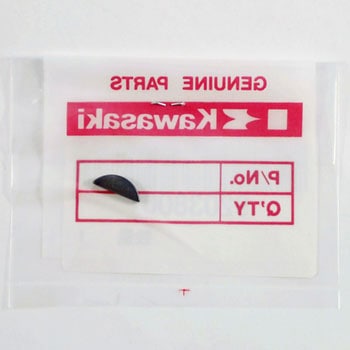 GENUINE PARTS
Kawasaki
P/No.
Q'TY